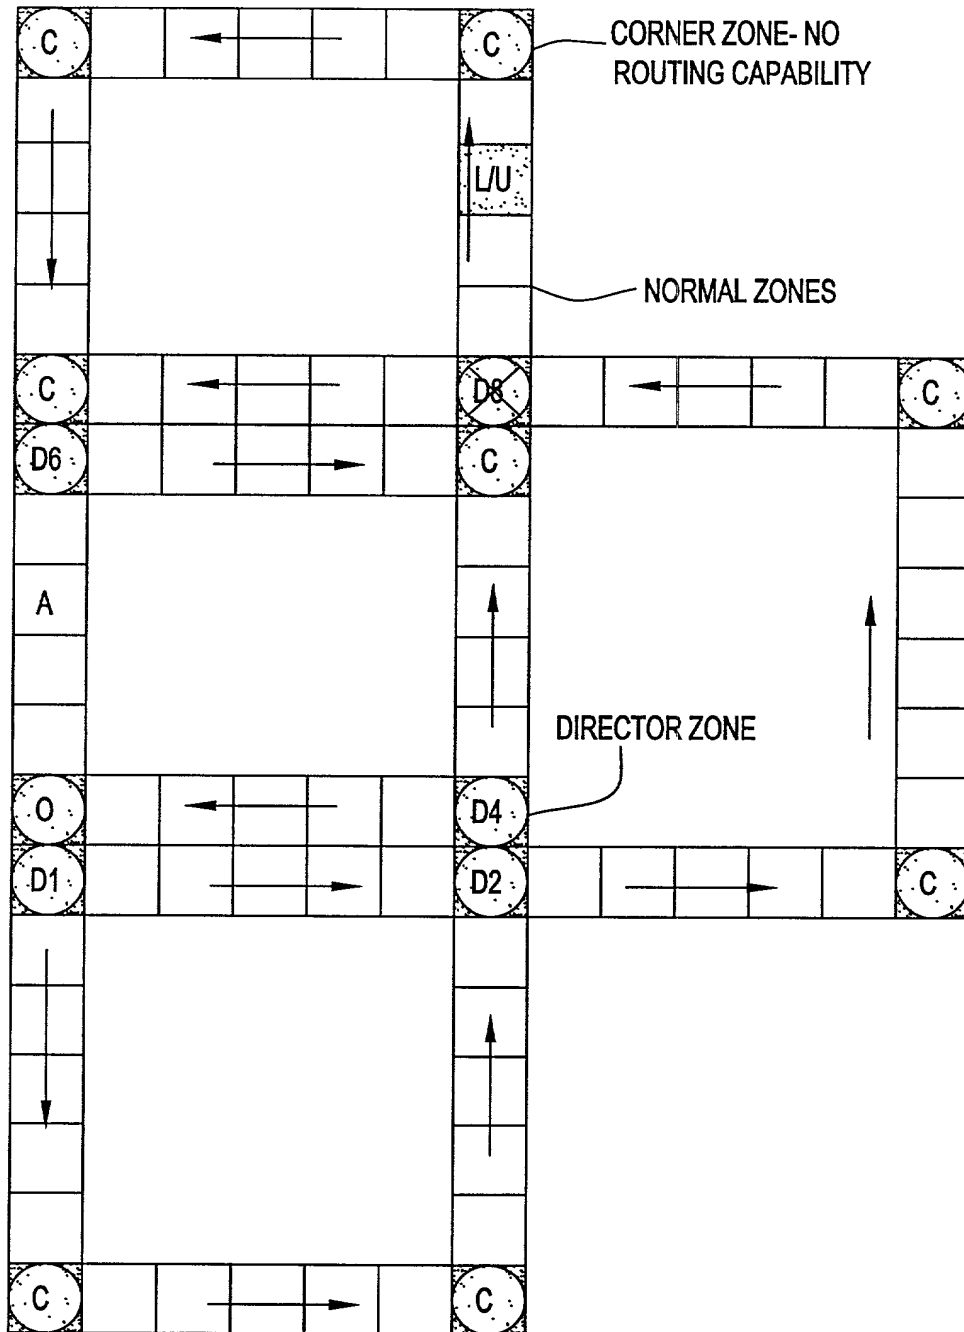 C
C
CORNER ZONE- NO
ROUTING CAPABILITY
L/U
NORMAL ZONES
C
D8
C
D6
C
A
DIRECTOR ZONE
O
D4
D1
D2
C
C
C